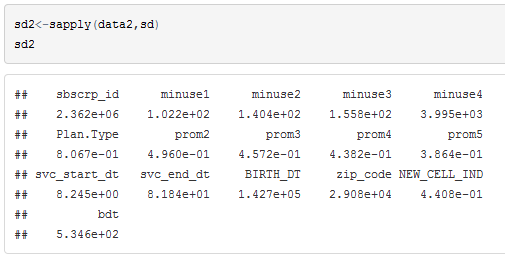 sd2<-sapply(data2,sd)
sd2
##    sbscrp_id      minuse1      minuse2      minuse3      minuse4
##    2.362e+06    1.022e+02    1.404e+02    1.558e+02    3.995e+03
##    Plan.Type        prom2        prom3        prom4        prom5
##    8.067e-01    4.960e-01    4.572e-01    4.382e-01    3.864e-01
## svc_start_dt   svc_end_dt     BIRTH_DT     zip_code NEW_CELL_IND
##    8.245e+00    8.184e+01    1.427e+05    2.908e+04    4.408e-01
##          bdt
##    5.346e+02